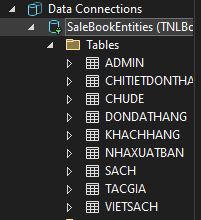 Data Connections
SaleBookEntities (TNLBo
Tables
ADMIN
CHITIETDONTHA
CHUDE
DONDATHANG
KHACHHANG
NHAXUATBAN
SACH
TACGIA
VIETSACH